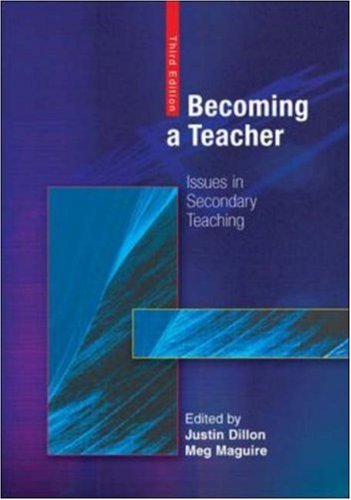 Third Edition
Becoming
a Teacher
Issues in
Secondary
Teaching
Edited by
Justin Dillon
Meg Maguire